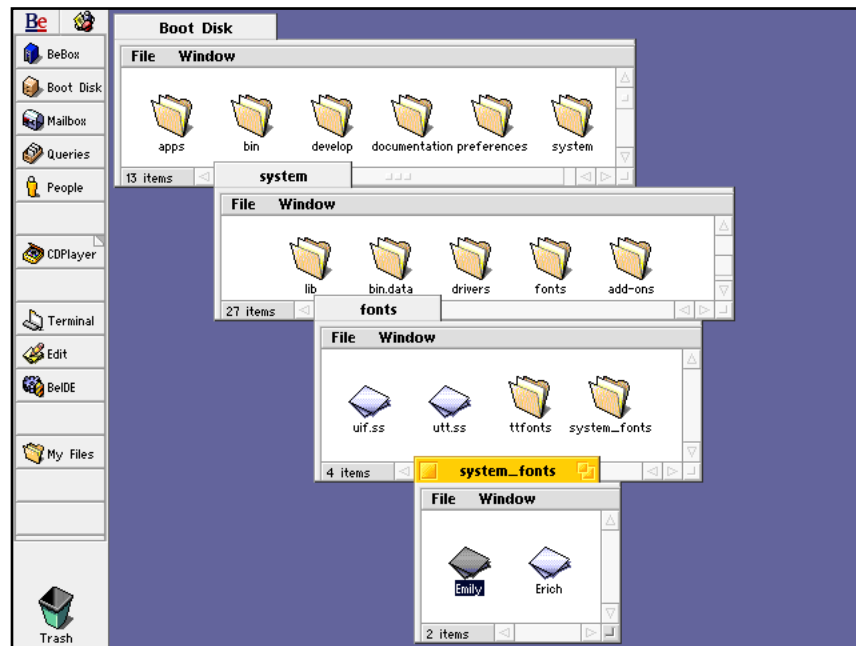 Be
BeBox
Boot Disk
Mailbox
Queries
People
CDPlayer
Terminal
Edit
BeIDE
My Files
Trash
Boot Disk
File Window
apps bin develop documentation preferences system
13 items
system
File Window
lib bin.data drivers fonts add-ons
27 items
fonts
File Window
uif.ss utt.ss ttfonts system_fonts
4 items
system_fonts
File Window
Emily Erich
2 items